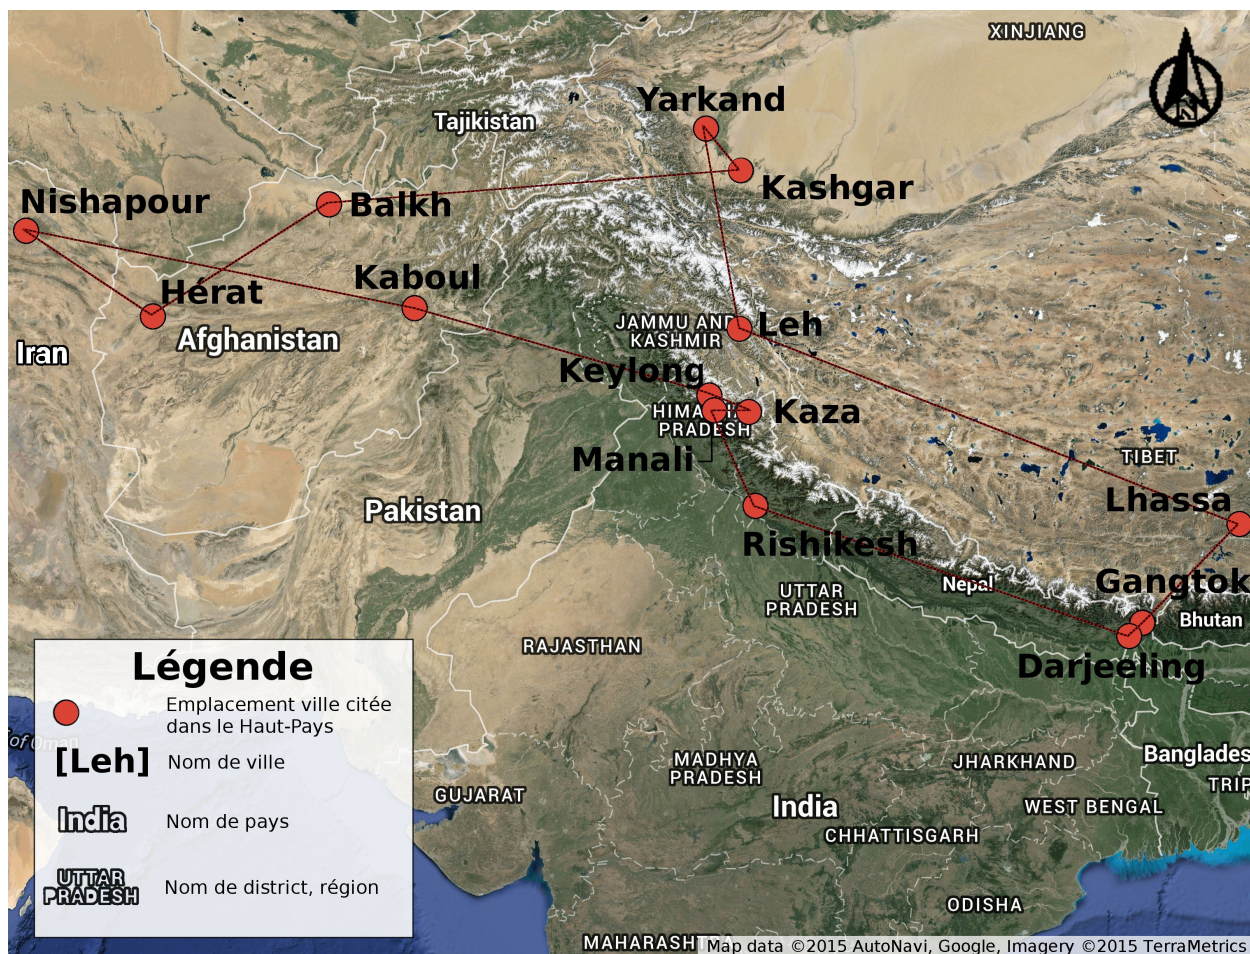 XINJIANG
Yarkand
Tajikistan
N
Kashgar
Nishapour
Balkh
Kaboul
Hérat
JAMMU AND
KASHMIR
Leh
Afghanistan
Iran
Keylong
HIMACHAL
PRADESH
Kaza
Manali
TIBET
Lhassa
Pakistan
Rishikesh
Nepal
Gangtok
UTTAR
PRADESH
Bhutan
RAJASTHAN
Darjeeling
Légende
Emplacement ville citée
dans le Haut-Pays
[Leh]
Nom de ville
India
Nom de pays
UTTAR
PRADESH
Nom de district, région
of Oman
MADHYA
PRADESH
JHARKHAND
Banglades
TRIP
GUJARAT
India
WEST BENGAL
CHHATTISGARH
ODISHA
MAHARASHT
Map data ©2015 AutoNavi, Google, Imagery ©2015 TerraMetrics